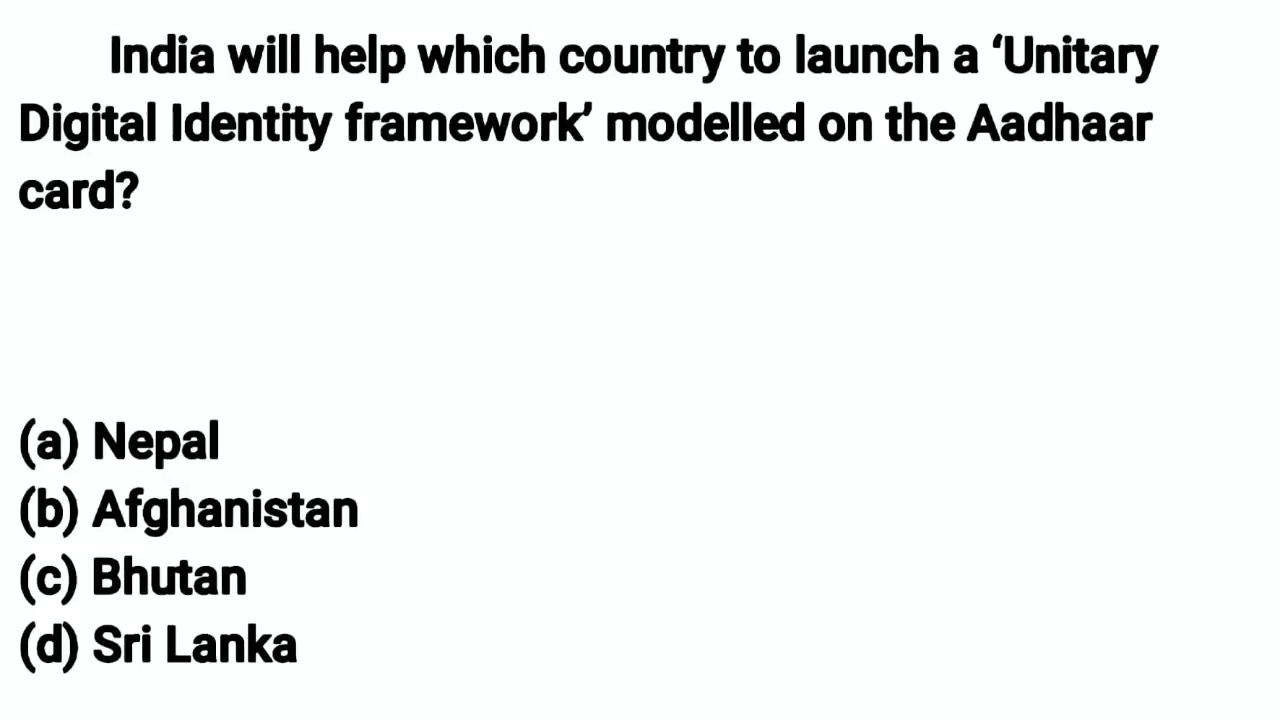 India will help which country to launch a ‘Unitary
Digital Identity framework’ modelled on the Aadhaar
card?
(a) Nepal
(b) Afghanistan
(c) Bhutan
(d) Sri Lanka